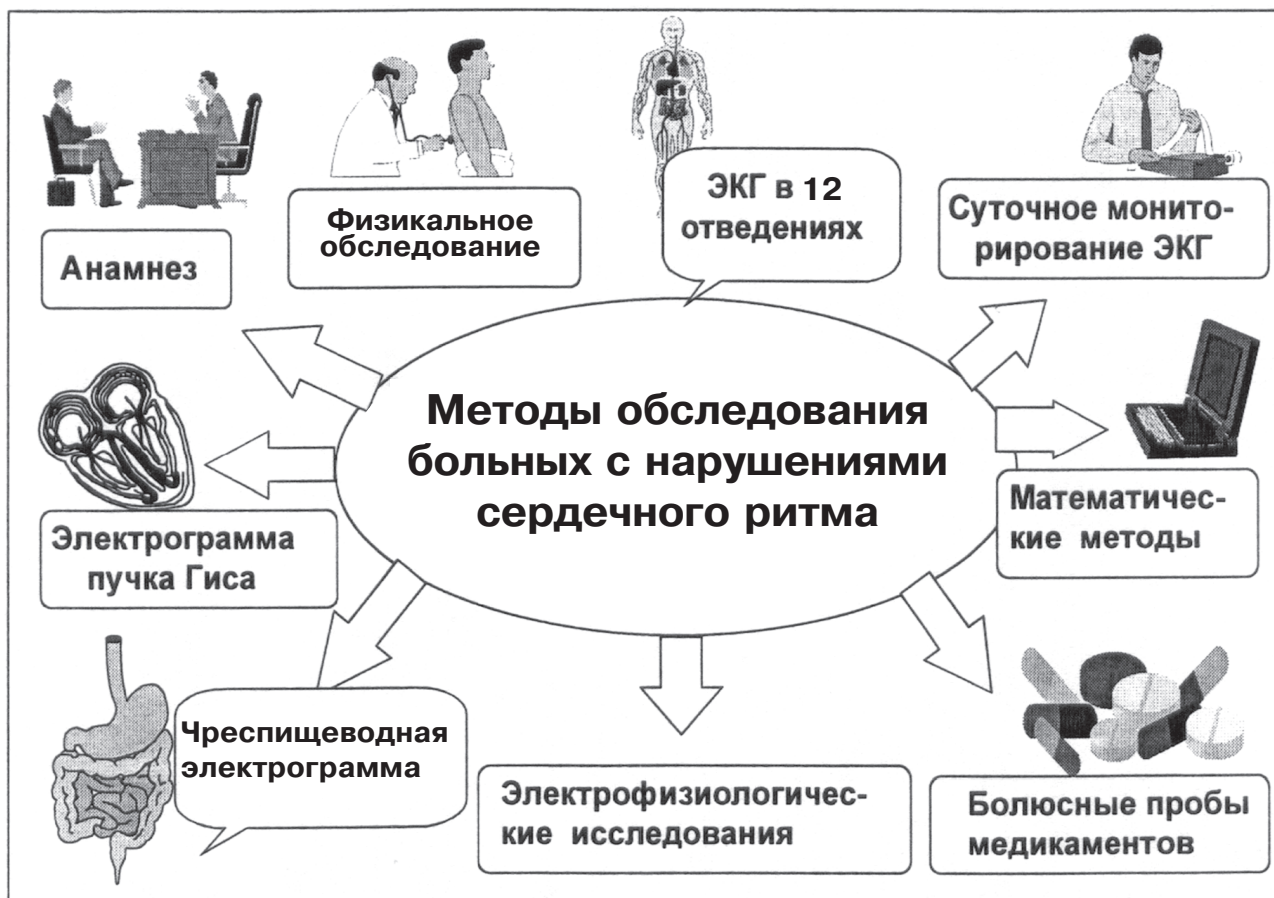 Анамнез
Физикальное
обследование
ЭКГ в 12
отведениях
Суточное монито-
рирование ЭКГ
Методы обследования
больных с нарушениями
сердечного ритма
Электрограмма
пучка Гиса
Математичес-
кие методы
Чреспищеводная
электрограмма
Электрофизиологичес-
кие исследования
Болюсные пробы
медикаментов